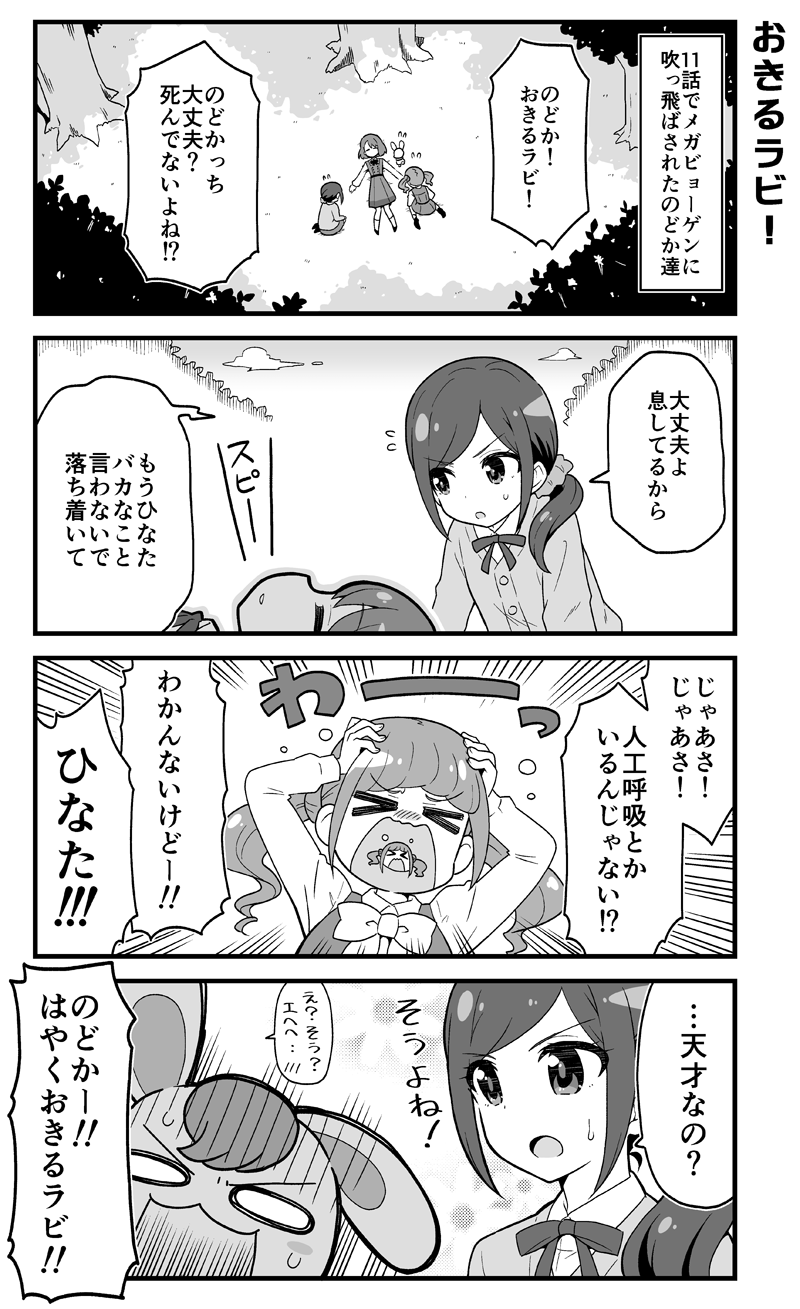 おきるラビ！
11話でメガビョーゲンに
吹っ飛ばされたのどか達
のどか！
おきるラビ！
のどかっち
大丈夫？
死んでないよね!?
大丈夫よ
息してるから
スピー
もうひなた
バカなこと
言わないで
落ち着いて
じゃあさ！
じゃあさ！
人工呼吸とか
いるんじゃない!?
わーっ
わかんないけどー!!
ひなた!!!
…天才なの？
そうよね！
え？そう？
エへへ‥
のどかー!!
はやくおきるラビ!!